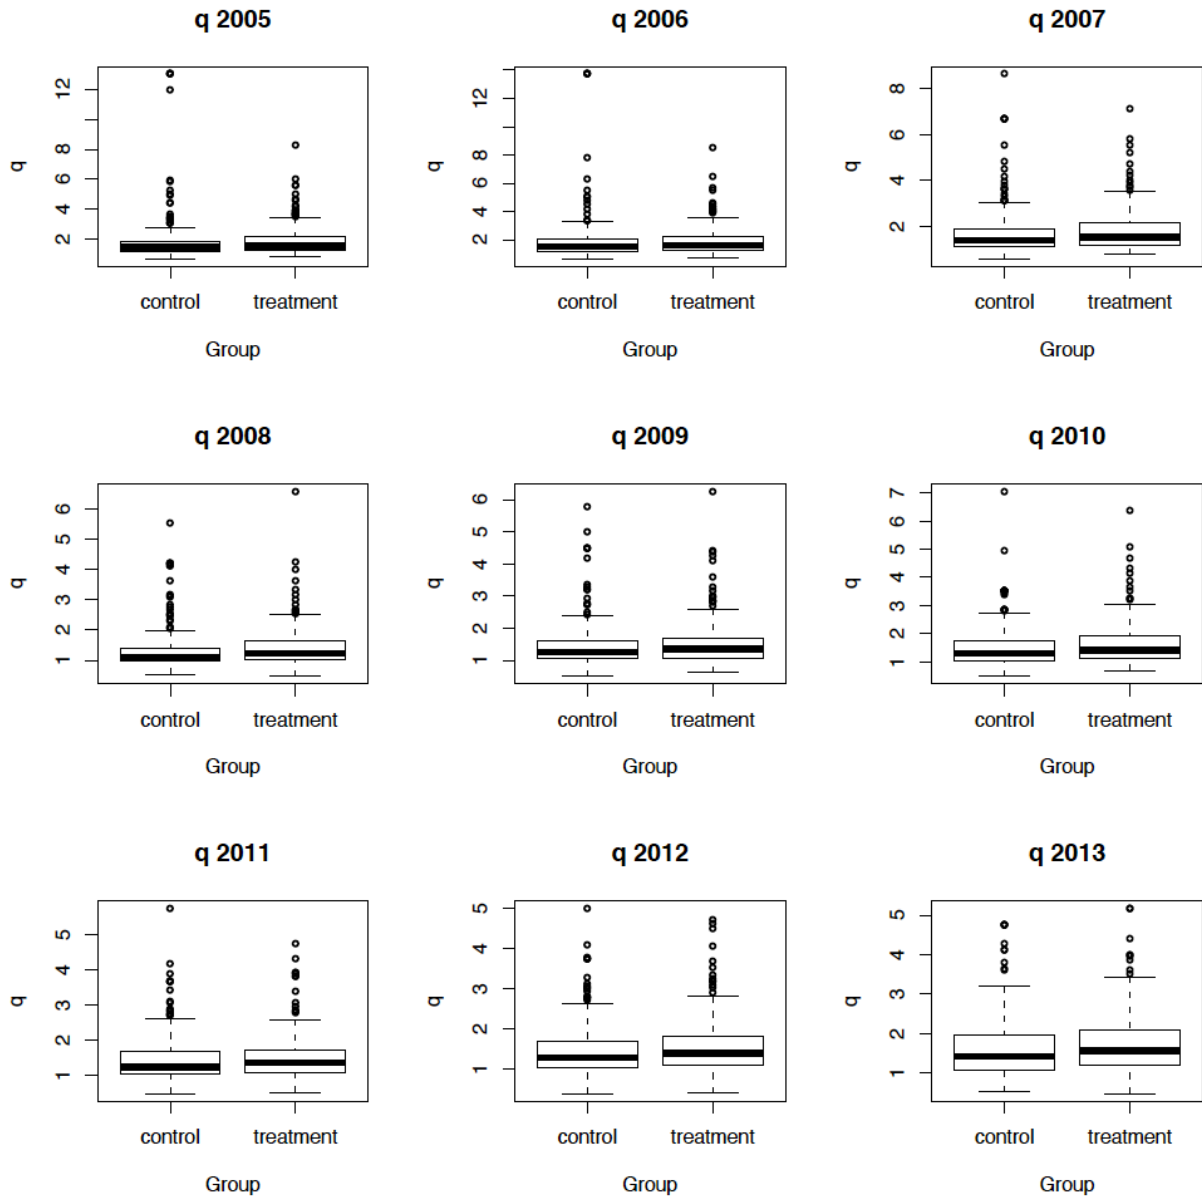 q 2005
q
12
8
6
4
2
control
treatment
Group
q 2006
q
12
8
6
4
2
control
treatment
Group
q 2007
q
8
6
4
2
control
treatment
Group
q 2008
q
6
5
4
3
2
1
control
treatment
Group
q 2009
q
6
5
4
3
2
1
control
treatment
Group
q 2010
q
7
6
5
4
3
2
1
control
treatment
Group
q 2011
q
5
4
3
2
1
control
treatment
Group
q 2012
q
5
4
3
2
1
control
treatment
Group
q 2013
q
5
4
3
2
1
control
treatment
Group